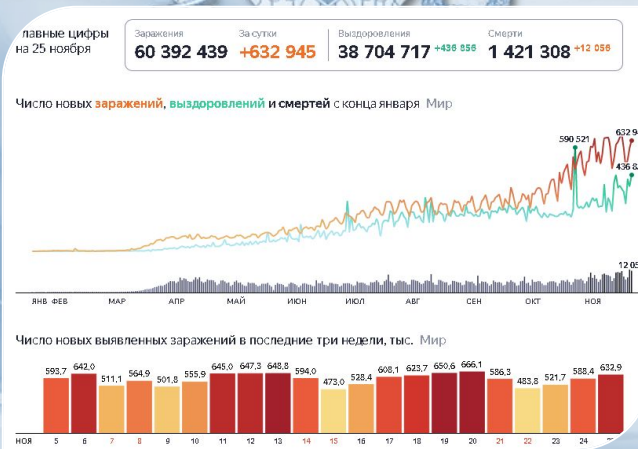 главные цифры
на 25 ноября
Заражения За сутки Выздоровления Смерти
60 392 439 +632 945 38 704 717 +436 856 1 421 308 +12 056
Число новых заражений, выздоровлений и смертей с конца января Мир
590 521
ЯНВ ФЕВ МАР АПР МАЙ ИЮН ИЮЛ АВГ СЕН ОКТ НОЯ
Число новых выявленных заражений в последние три недели, тыс. Мир
593,7 642,0 511,1 564,9 501,8 555,9 645,0 647,3 648,8 594,0 473,0 528,4 608,1 623,7 650,6 666,1 586,3 483,8 521,7 588,4 632,9
НОЯ 5 6 7 8 9 10 11 12 13 14 15 16 17 18 19 20 21 22 23 24